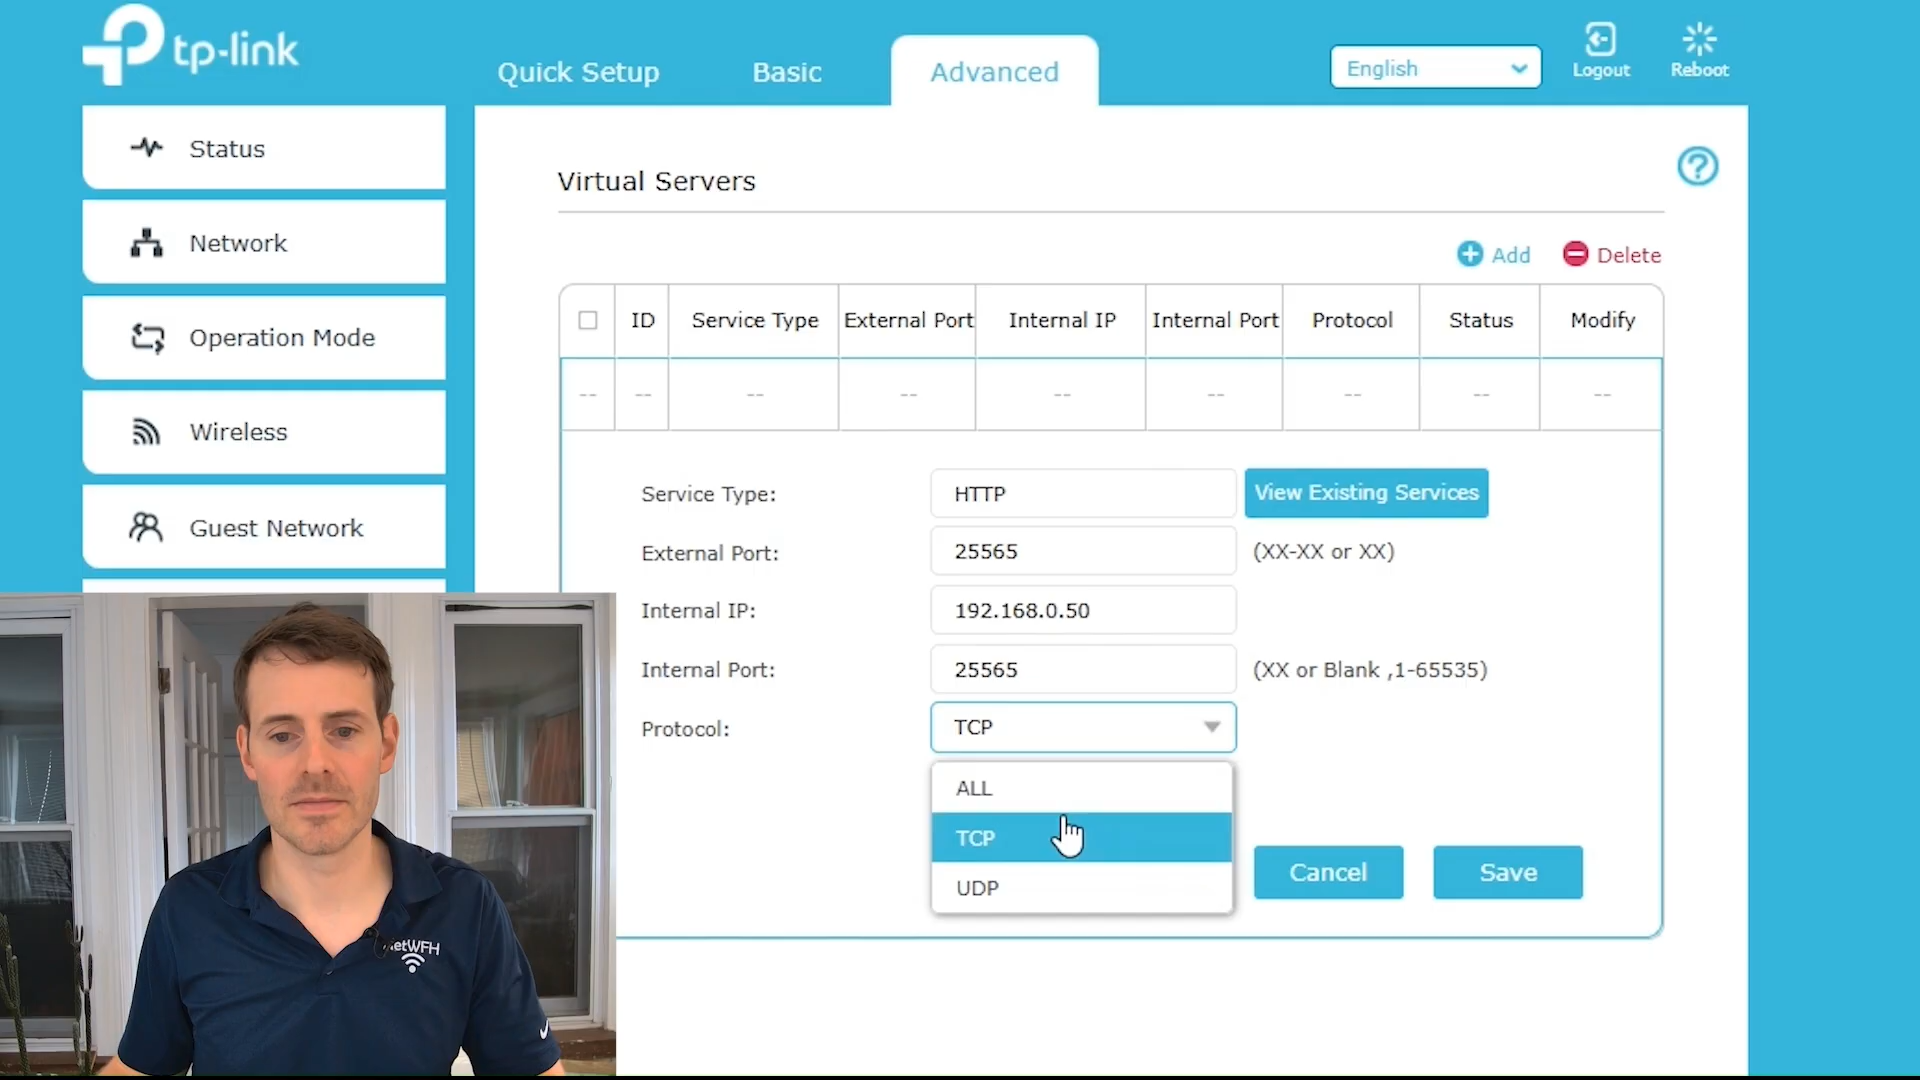 tp-link
Quick Setup
Basic
Advanced
English
Logout
Reboot
Status
Network
Operation Mode
Wireless
Guest Network
Virtual Servers
?
Add
Delete
ID Service Type External Port Internal IP Internal Port Protocol Status Modify
-- -- -- -- -- -- -- -- --
Service Type: HTTP View Existing Services
External Port: 25565 (XX-XX or XX)
Internal IP: 192.168.0.50
Internal Port: 25565 (XX or Blank ,1-65535)
Protocol: TCP
ALL
TCP
UDP
Cancel
Save